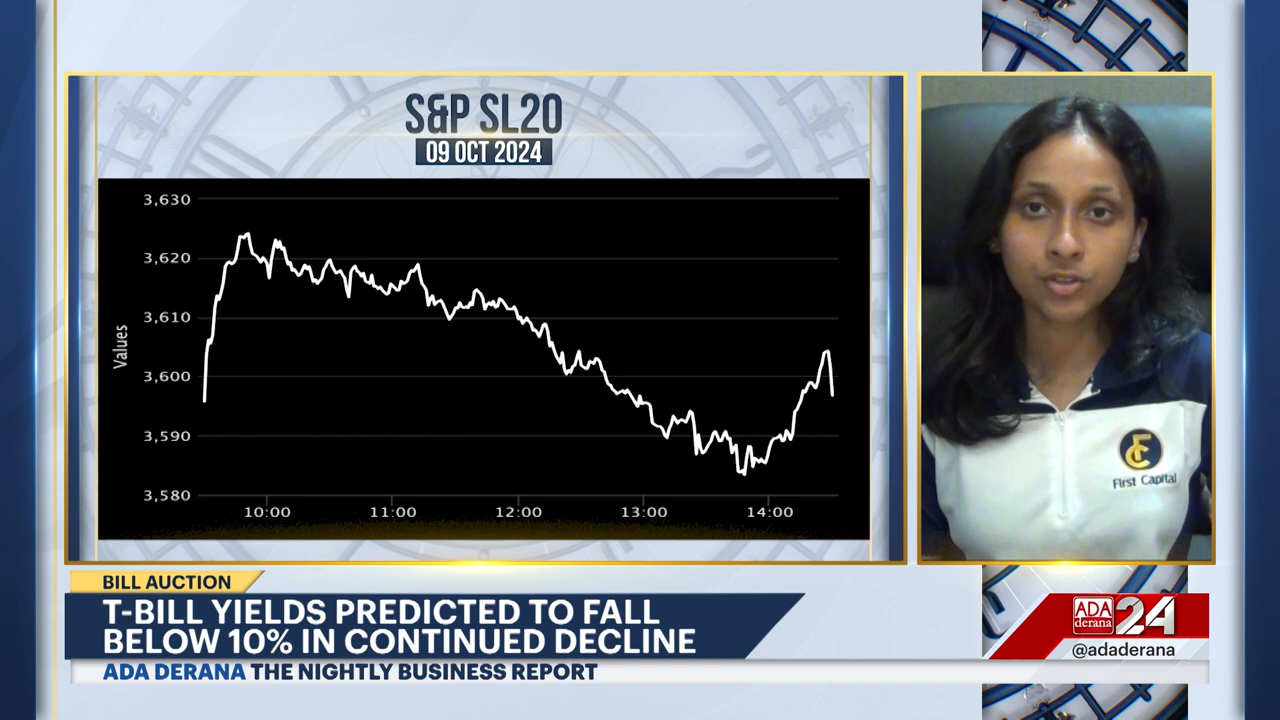 S&P SL20
09 OCT 2024
Values
3,630
3,620
3,610
3,600
3,590
3,580
10:00 11:00 12:00 13:00 14:00
First Capital
BILL AUCTION
T-BILL YIELDS PREDICTED TO FALL
BELOW 10% IN CONTINUED DECLINE
ADA DERANA THE NIGHTLY BUSINESS REPORT
ADA
derana 24
@adaderana